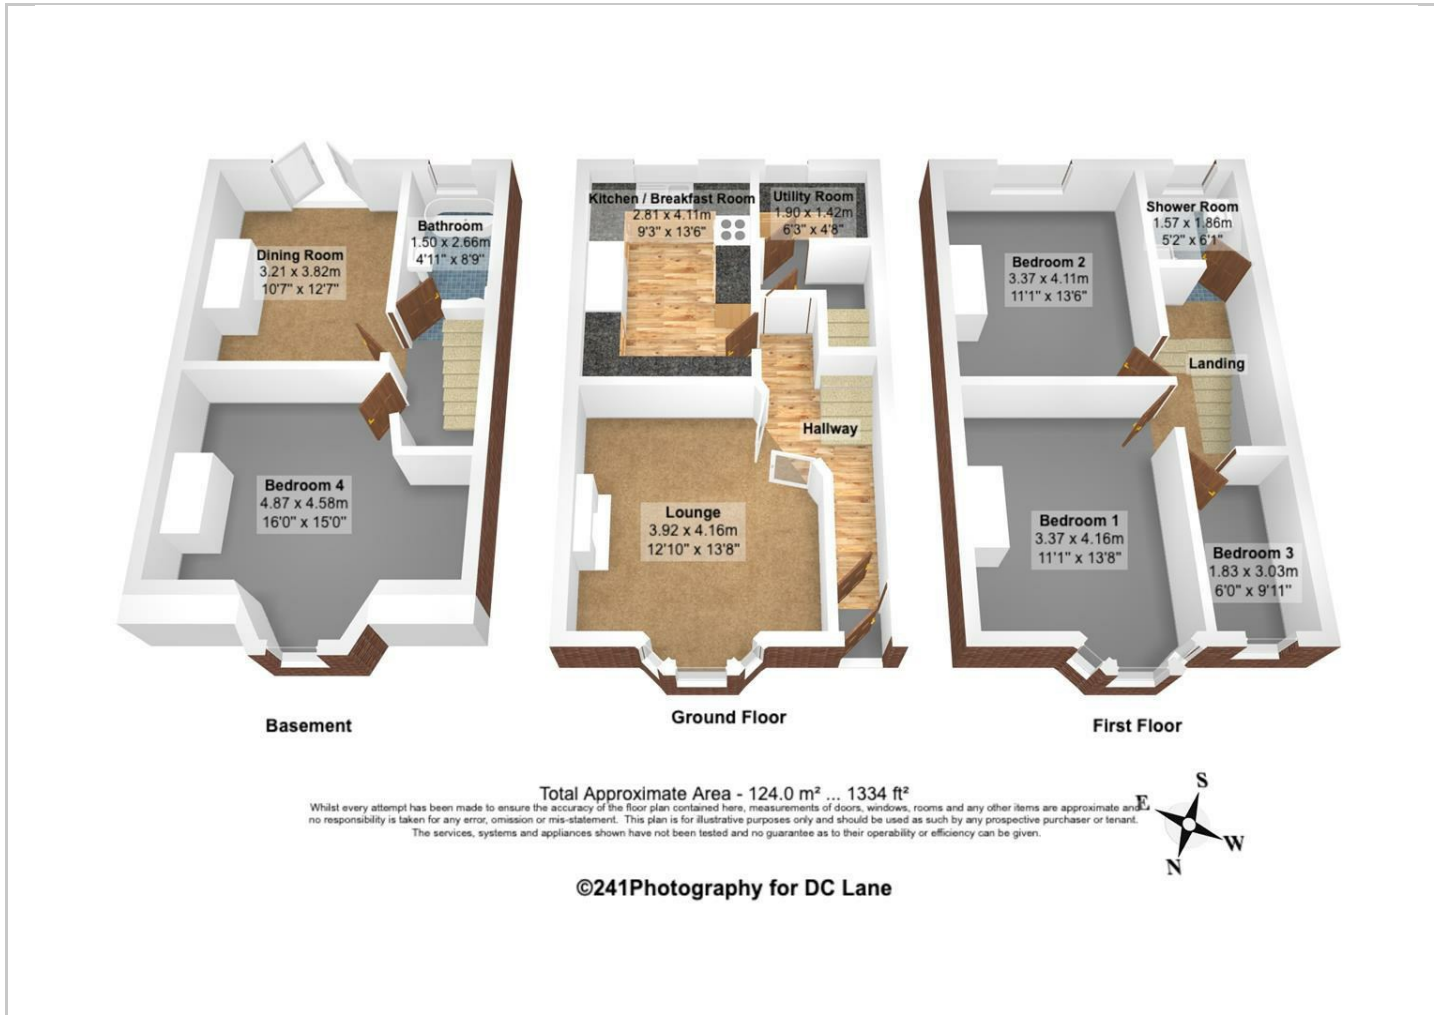 Dining Room
3.21 x 3.82m
10'7" x 12'7"
Bathroom
1.50 x 2.66m
4'11" x 8'9"
Bedroom 4
4.87 x 4.58m
16'0" x 15'0"
Basement
Kitchen / Breakfast Room
2.81 x 4.11m
9'3" x 13'6"
Utility Room
1.90 x 1.42m
6'3" x 4'8"
Hallway
Lounge
3.92 x 4.16m
12'10" x 13'8"
Ground Floor
Bedroom 2
3.37 x 4.11m
11'1" x 13'6"
Shower Room
1.57 x 1.86m
5'2" x 6'1"
Landing
Bedroom 1
3.37 x 4.16m
11'1" x 13'8"
Bedroom 3
1.83 x 3.03m
6'0" x 9'11"
First Floor
Total Approximate Area - 124.0 m² ... 1334 ft²
Whilst every attempt has been made to ensure the accuracy of the floor plan contained here, measurements of doors, windows, rooms and any other items are approximate and
no responsibility is taken for any error, omission or mis-statement. This plan is for illustrative purposes only and should be used as such by any prospective purchaser or tenant.
The services, systems and appliances shown have not been tested and no guarantee as to their operability or efficiency can be given.
S
E
W
N
©241Photography for DC Lane